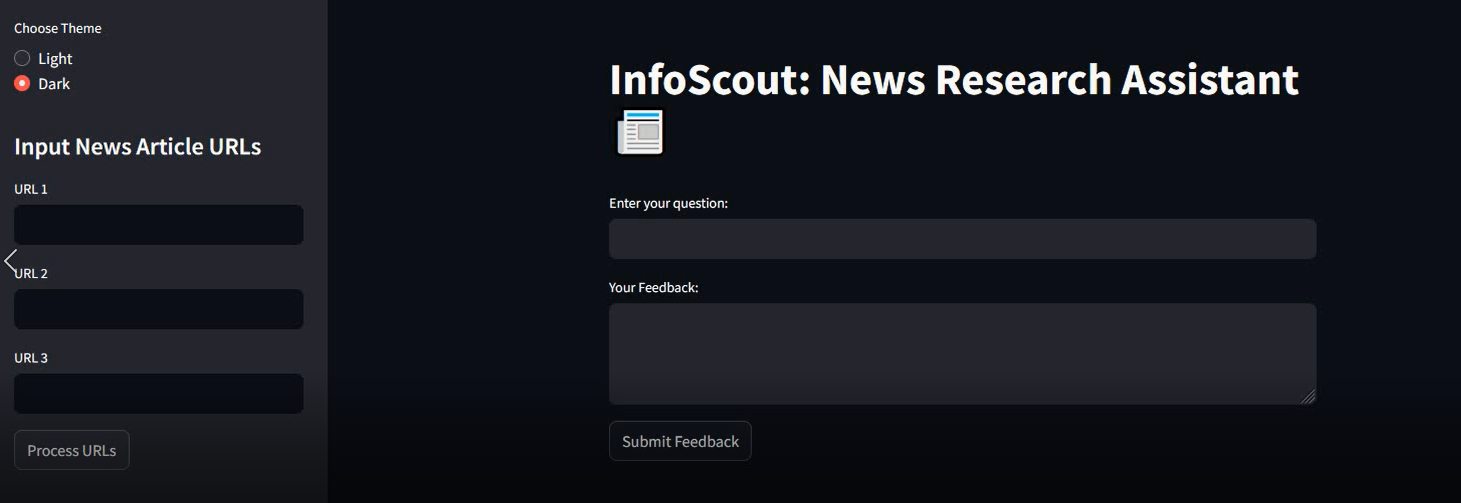 Choose Theme
Light
Dark
Input News Article URLs
URL 1
URL 2
URL 3
Process URLs
InfoScout: News Research Assistant
Enter your question:
Your Feedback:
Submit Feedback